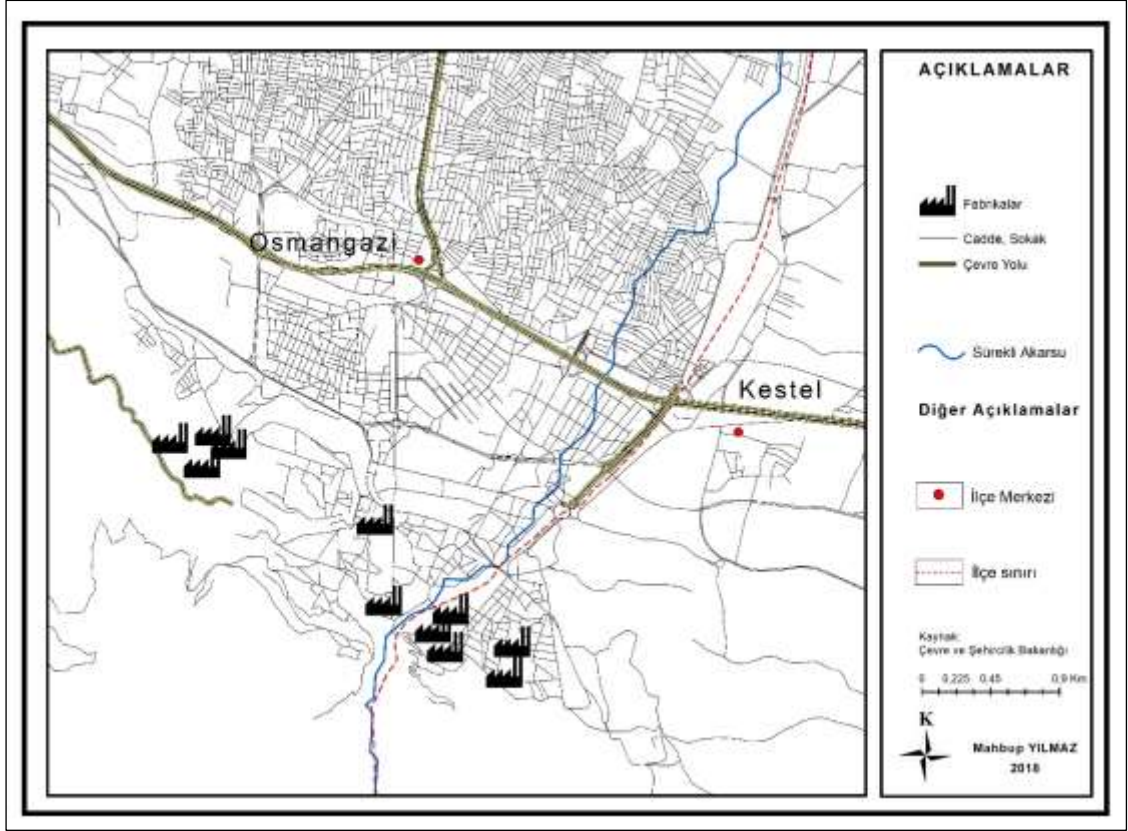 Osmangazi
Kestel
AÇIKLAMALAR
Fabrikalar
Cadde, Sokak
Çevre Yolu
Sürekli Akarsu
Diğer Açıklamalar
İlçe Merkezi
İlçe sınırı
Kaynak:
Çevre ve Şehircilik Bakanlığı
0 0,225 0,45 0,9 Km
K
Mahbup YILMAZ
2018